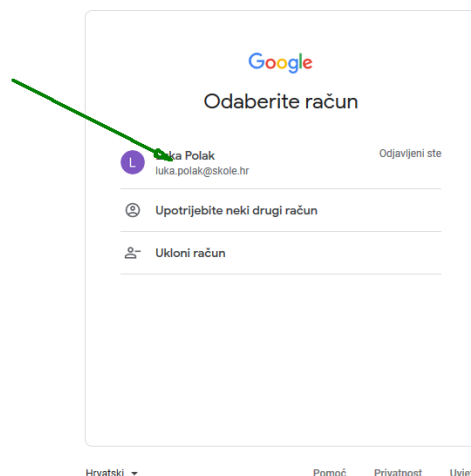 Google
Odaberite račun
L
Polak
Odjavljeni ste
luka.polak@skole.hr
Upotrijebite neki drugi račun
Ukloni račun
Hrvatski
Pomoć
Privatnost